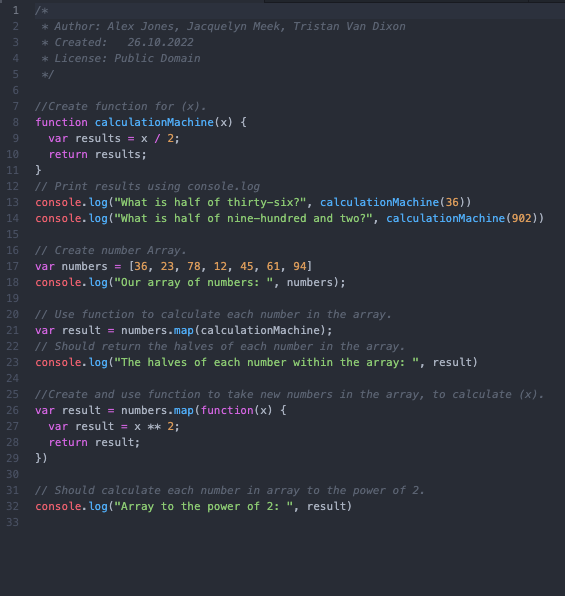 1 /*
2  * Author: Alex Jones, Jacquelyn Meek, Tristan Van Dixon
3  * Created:   26.10.2022
4  * License: Public Domain
5  */
6
7 //Create function for (x).
8 function calculationMachine(x) {
9   var results = x / 2;
10   return results;
11 }
12 // Print results using console.log
13 console.log("What is half of thirty-six?", calculationMachine(36))
14 console.log("What is half of nine-hundred and two?", calculationMachine(902))
15
16 // Create number Array.
17 var numbers = [36, 23, 78, 12, 45, 61, 94]
18 console.log("Our array of numbers: ", numbers);
19
20 // Use function to calculate each number in the array.
21 var result = numbers.map(calculationMachine);
22 // Should return the halves of each number in the array.
23 console.log("The halves of each number within the array: ", result)
24
25 //Create and use function to take new numbers in the array, to calculate (x).
26 var result = numbers.map(function(x) {
27   var result = x ** 2;
28   return result;
29 })
30
31 // Should calculate each number in array to the power of 2.
32 console.log("Array to the power of 2: ", result)
33